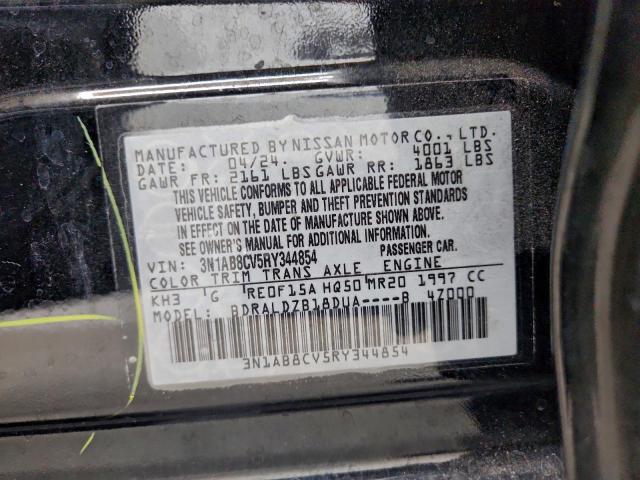 MANUFACTURED BY NISSAN MOTOR CO., LTD.
DATE: 04/24. GVWR: 4001 LBS
GAWR FR: 2161 LBS GAWR RR: 1863 LBS
THIS VEHICLE CONFORMS TO ALL APPLICABLE FEDERAL MOTOR
VEHICLE SAFETY, BUMPER AND THEFT PREVENTION STANDARDS
IN EFFECT ON THE DATE OF MANUFACTURE SHOWN ABOVE.
SEE OWNER'S MANUAL FOR ADDITIONAL INFORMATION.
VIN: 3N1AB8CV5RY344854 PASSENGER CAR.
COLOR TRIM TRANS AXLE ENGINE
KH3 G RE0F15A HQ50 MR20 1997 CC
MODEL BDRALDZB18DUA----B 4Z000
3N1AB8CV5RY344854